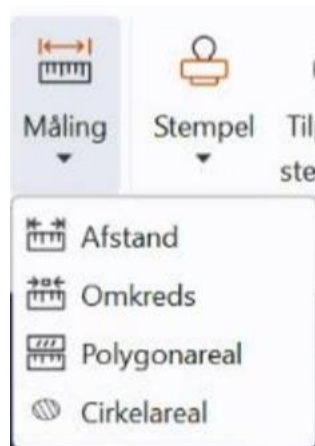 Måling
Stempel
Afstand
Omkreds
Polygonareal
Cirkelareal